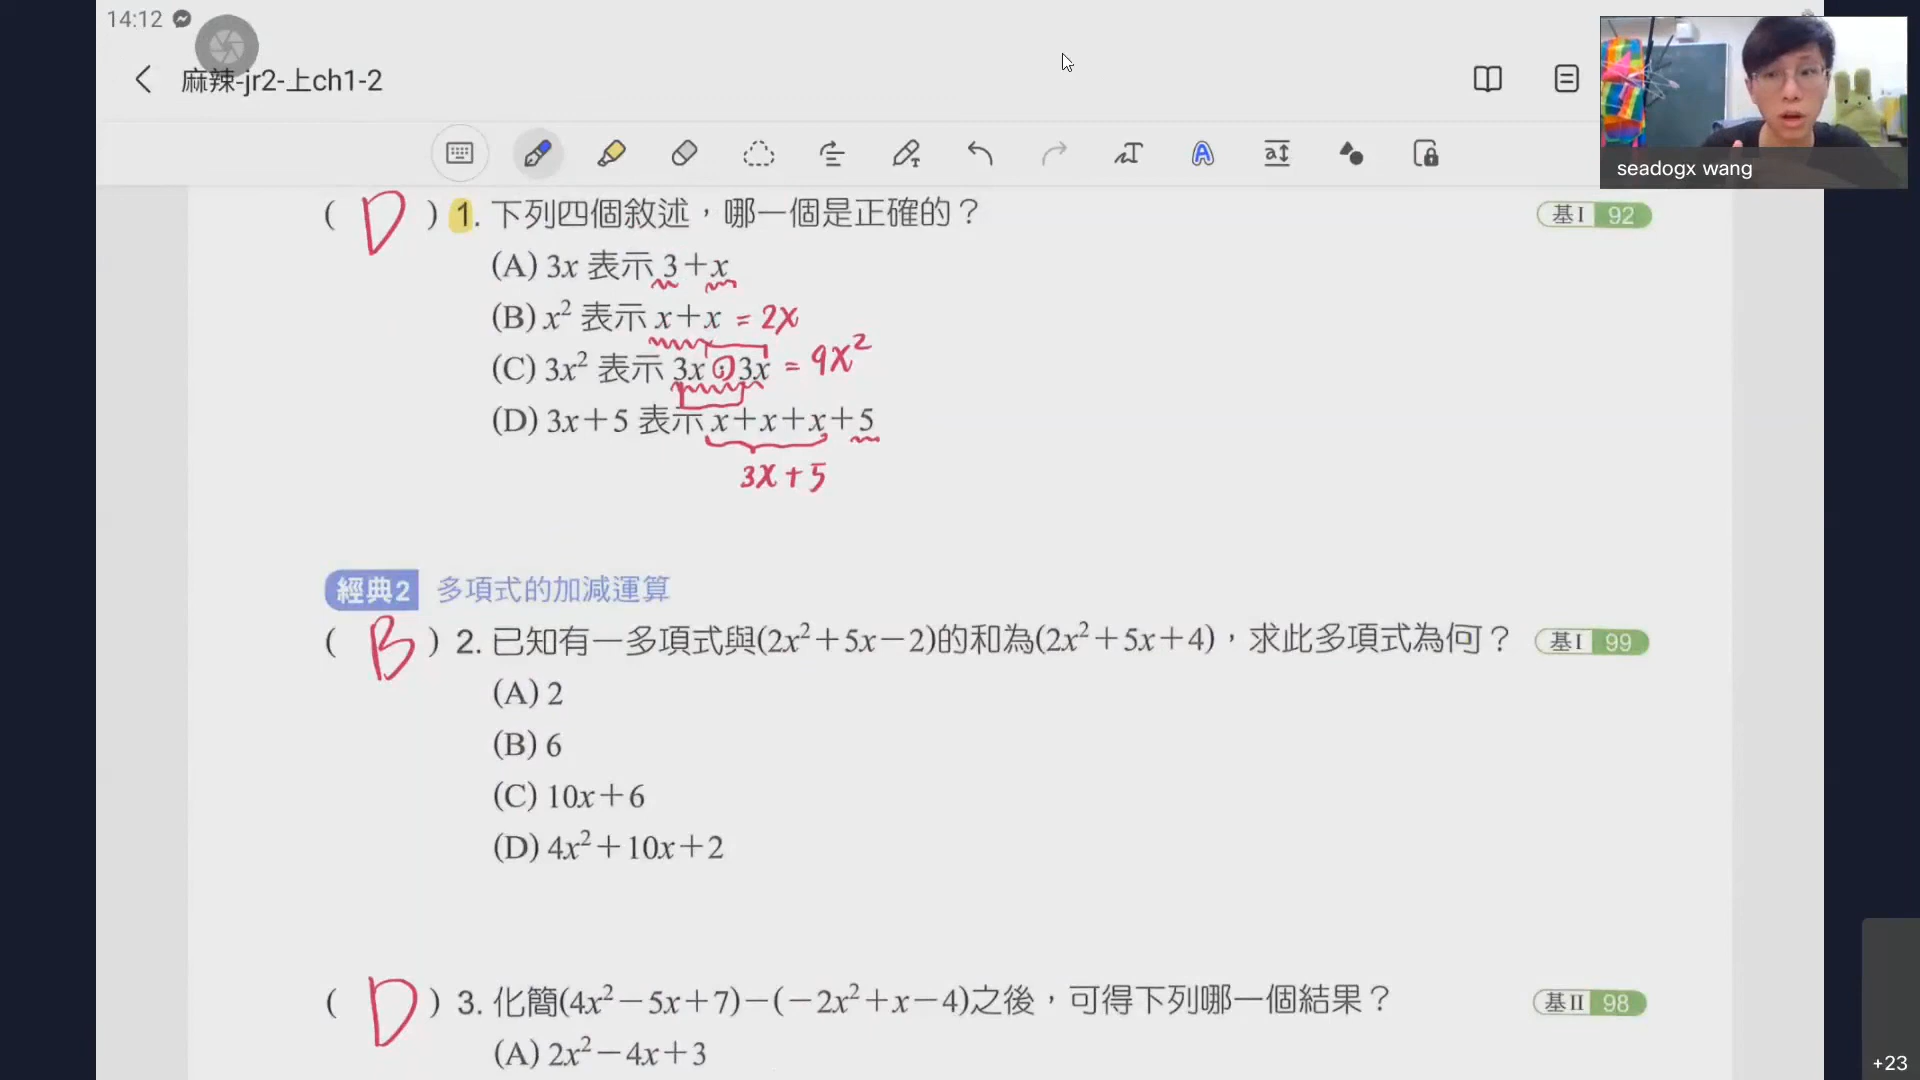 14:12
麻辣-jr2-上ch1-2
seadogx wang
( D ) 1. 下列四個敘述，哪一個是正確的？ 基I 92
(A) 3x 表示 3＋x
(B) x² 表示 x＋x = 2x
(C) 3x² 表示 3x · 3x = 9x²
(D) 3x＋5 表示 x＋x＋x＋5
3x + 5
經典2 多項式的加減運算
( B ) 2. 已知有一多項式與(2x²＋5x－2)的和為(2x²＋5x＋4)，求此多項式為何？ 基I 99
(A) 2
(B) 6
(C) 10x＋6
(D) 4x²＋10x＋2
( D ) 3. 化簡(4x²－5x＋7)－(－2x²＋x－4)之後，可得下列哪一個結果？ 基II 98
(A) 2x²－4x＋3
+23